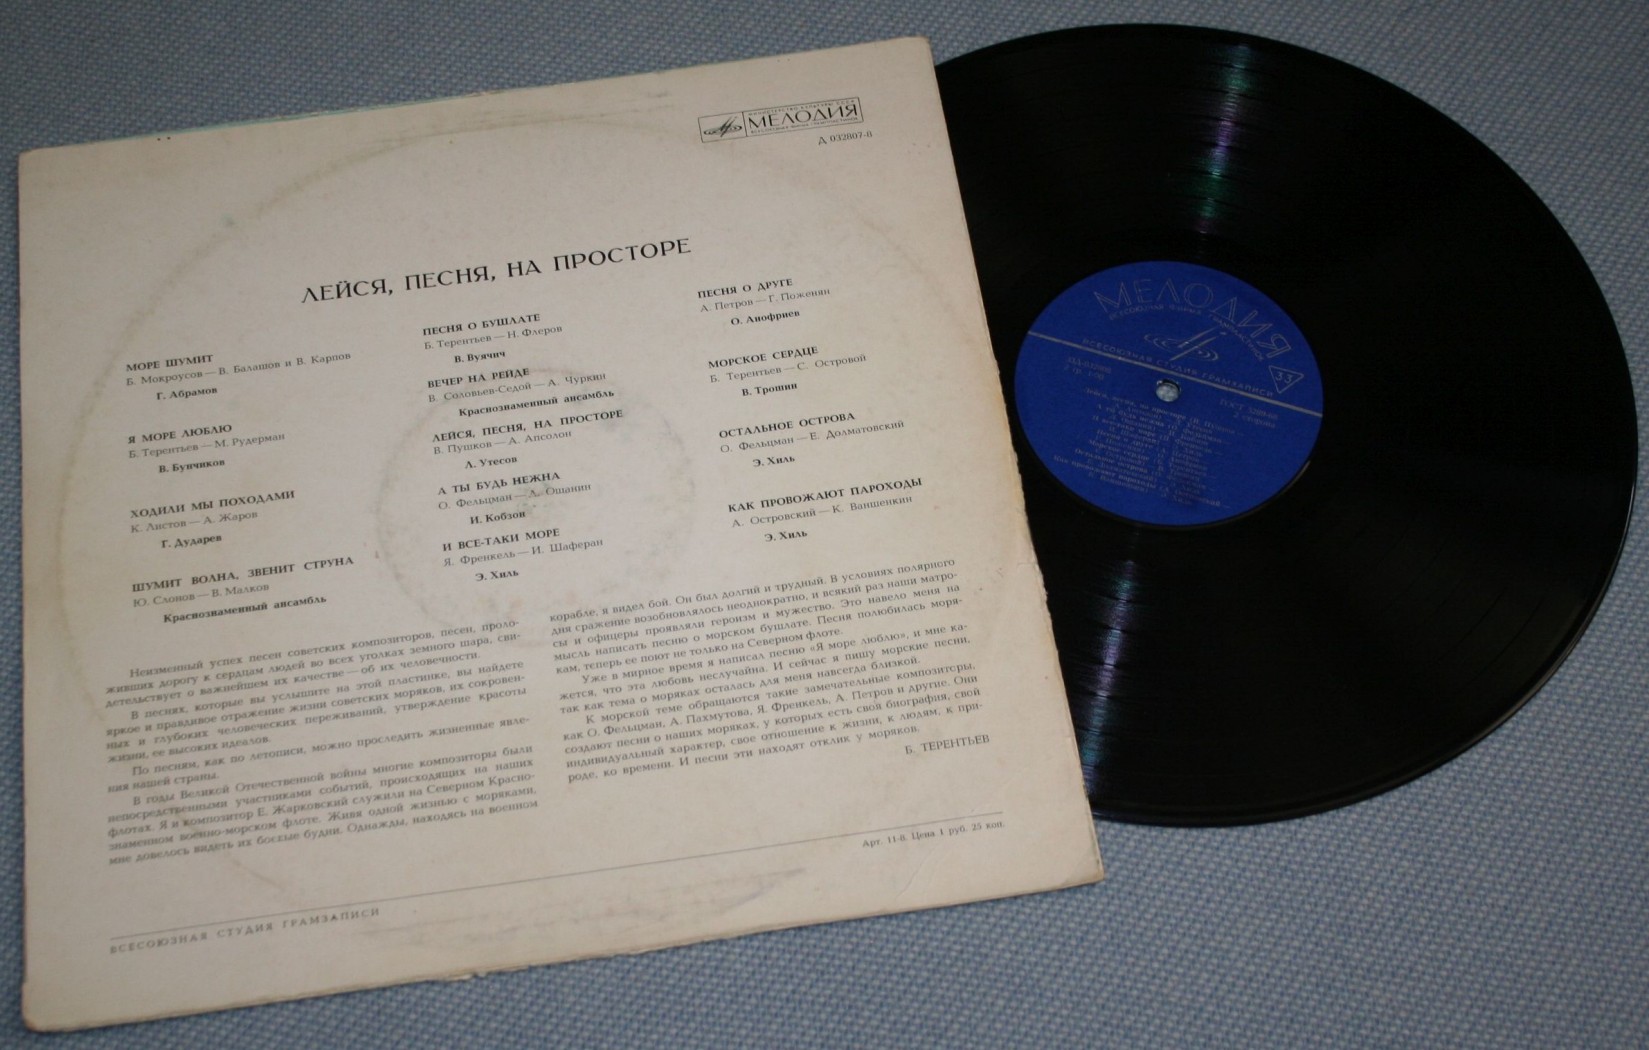 МЕЛОДИЯ
Д 032807-8
ЛЕЙСЯ, ПЕСНЯ, НА ПРОСТОРЕ
МОРЕ ШУМИТ
Б. Мокроусов — В. Балашов и В. Карпов
Г. Абрамов
Я МОРЕ ЛЮБЛЮ
Б. Терентьев — М. Рудерман
В. Бунчиков
ХОДИЛИ МЫ ПОХОДАМИ
К. Листов — А. Жаров
Г. Дударев
ШУМИТ ВОЛНА, ЗВЕНИТ СТРУНА
Ю. Слонов — В. Малков
Краснознаменный ансамбль
ПЕСНЯ О БУШЛАТЕ
Б. Терентьев — Н. Флеров
В. Вуячич
ВЕЧЕР НА РЕЙДЕ
В. Соловьев-Седой — А. Чуркин
Краснознаменный ансамбль
ЛЕЙСЯ, ПЕСНЯ, НА ПРОСТОРЕ
В. Пушков — А. Апсолон
Л. Утесов
А ТЫ БУДЬ НЕЖНА
О. Фельцман — Л. Ошанин
И. Кобзон
И ВСЕ-ТАКИ МОРЕ
Я. Френкель — И. Шаферан
Э. Хиль
ПЕСНЯ О ДРУГЕ
А. Петров — Г. Поженян
О. Анофриев
МОРСКОЕ СЕРДЦЕ
Б. Терентьев — С. Островой
В. Трошин
ОСТАЛЬНОЕ ОСТРОВА
О. Фельцман — Е. Долматовский
Э. Хиль
КАК ПРОВОЖАЮТ ПАРОХОДЫ
А. Островский — К. Ваншенкин
Э. Хиль
Неизменный успех песен советских композиторов, песен, проло-
живших дорогу к сердцам людей во всех уголках земного шара, сви-
детельствует о важнейшем их качестве — об их человечности.
В песнях, которые вы услышите на этой пластинке, вы найдете
яркое и правдивое отражение жизни советских моряков, их сокровен-
ных и глубоких человеческих переживаний, утверждение красоты
жизни, ее высоких идеалов.
По песням, как по летописи, можно проследить жизненные явле-
ния нашей страны.
В годы Великой Отечественной войны многие композиторы были
непосредственными участниками событий, происходящих на наших
флотах. Я и композитор Е. Жарковский служили на Северном Красно-
знаменном военно-морском флоте. Живя одной жизнью с моряками,
мне довелось видеть их боевые будни. Однажды, находясь на военном
корабле, я видел бой. Он был долгий и трудный. В условиях полярного
дня сражение возобновлялось неоднократно, и всякий раз наши матро-
сы и офицеры проявляли героизм и мужество. Это навело меня на
мысль написать песню о морском бушлате. Песня полюбилась моря-
кам, теперь ее поют не только на Северном флоте.
Уже в мирное время я написал песню «Я море люблю», и мне ка-
жется, что эта любовь неслучайна. И сейчас я пишу морские песни,
так как тема о моряках осталась для меня навсегда близкой.
К морской теме обращаются такие замечательные композиторы,
как О. Фельцман, А. Пахмутова, Я. Френкель, А. Петров и другие. Они
создают песни о наших моряках, у которых есть своя биография, свой
индивидуальный характер, свое отношение к жизни, к людям, к при-
роде, ко времени. И песни эти находят отклик у моряков.
Б. ТЕРЕНТЬЕВ
Арт. 11-8. Цена 1 руб. 25 коп.
ВСЕСОЮЗНАЯ СТУДИЯ ГРАМЗАПИСИ
МЕЛОДИЯ
ВСЕСОЮЗНАЯ ФИРМА ГРАМПЛАСТИНОК
ВСЕСОЮЗНАЯ СТУДИЯ ГРАМЗАПИСИ
33